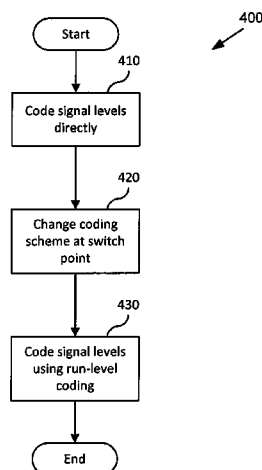 Start
400
410
Code signal levels
directly
420
Change coding
scheme at switch
point
430
Code signal levels
using run-level
coding
End